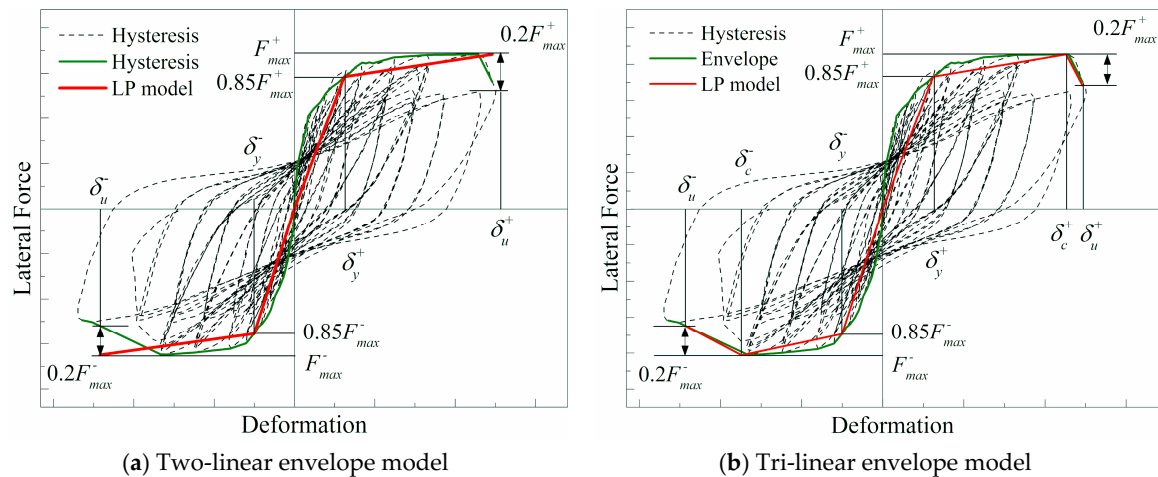 Hysteresis
Hysteresis
LP model
F⁺max
0.85F⁺max
0.2F⁺max
δ⁻y
δ⁻u
δ⁺u
δ⁺y
0.85F⁻max
F⁻max
0.2F⁻max
Lateral Force
Deformation
(a) Two-linear envelope model
Hysteresis
Envelope
LP model
F⁺max
0.85F⁺max
0.2F⁺max
δ⁻y
δ⁻c
δ⁻u
δ⁺c
δ⁺u
δ⁺y
0.85F⁻max
F⁻max
0.2F⁻max
Lateral Force
Deformation
(b) Tri-linear envelope model